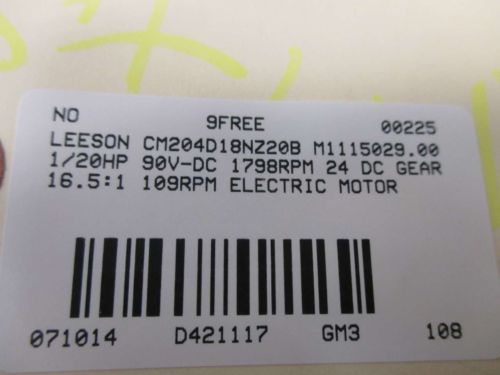 NO 9FREE 00225
LEESON CM204D18NZ20B M1115029.00
1/20HP 90V-DC 1798RPM 24 DC GEAR
16.5:1 109RPM ELECTRIC MOTOR
071014 D421117 GM3 108